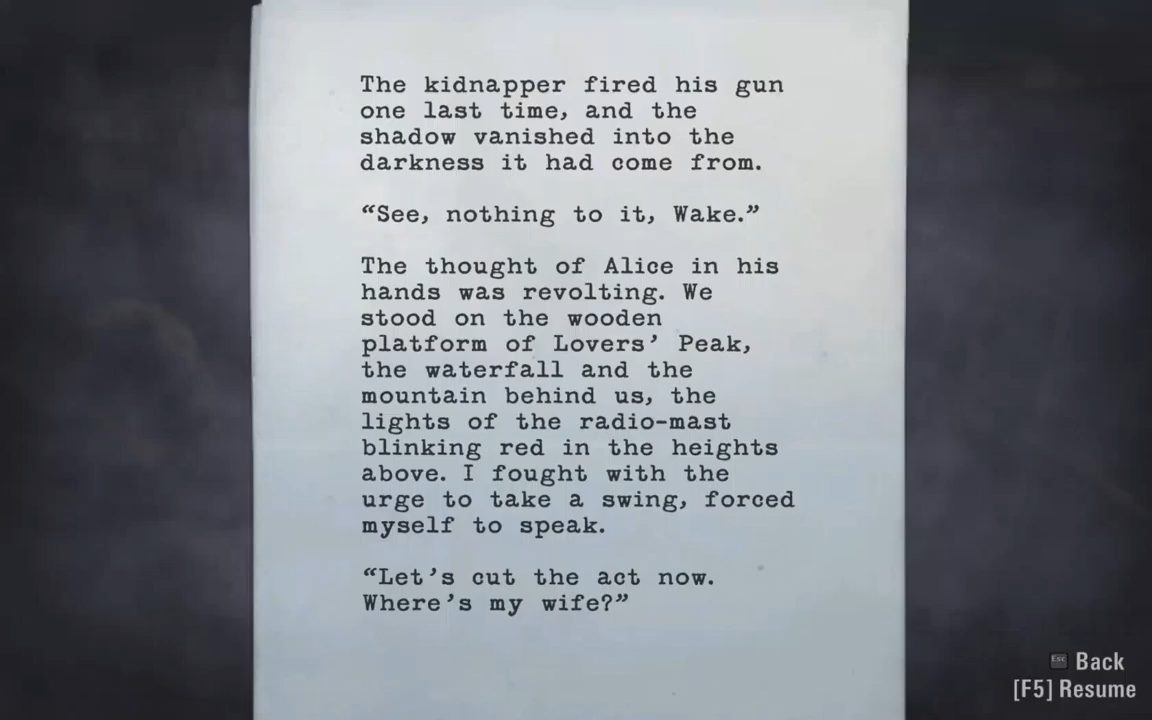 The kidnapper fired his gun
one last time, and the
shadow vanished into the
darkness it had come from.
“See, nothing to it, Wake.”
The thought of Alice in his
hands was revolting. We
stood on the wooden
platform of Lovers’ Peak,
the waterfall and the
mountain behind us, the
lights of the radio-mast
blinking red in the heights
above. I fought with the
urge to take a swing, forced
myself to speak.
“Let’s cut the act now.
Where’s my wife?”
Esc Back
[F5] Resume